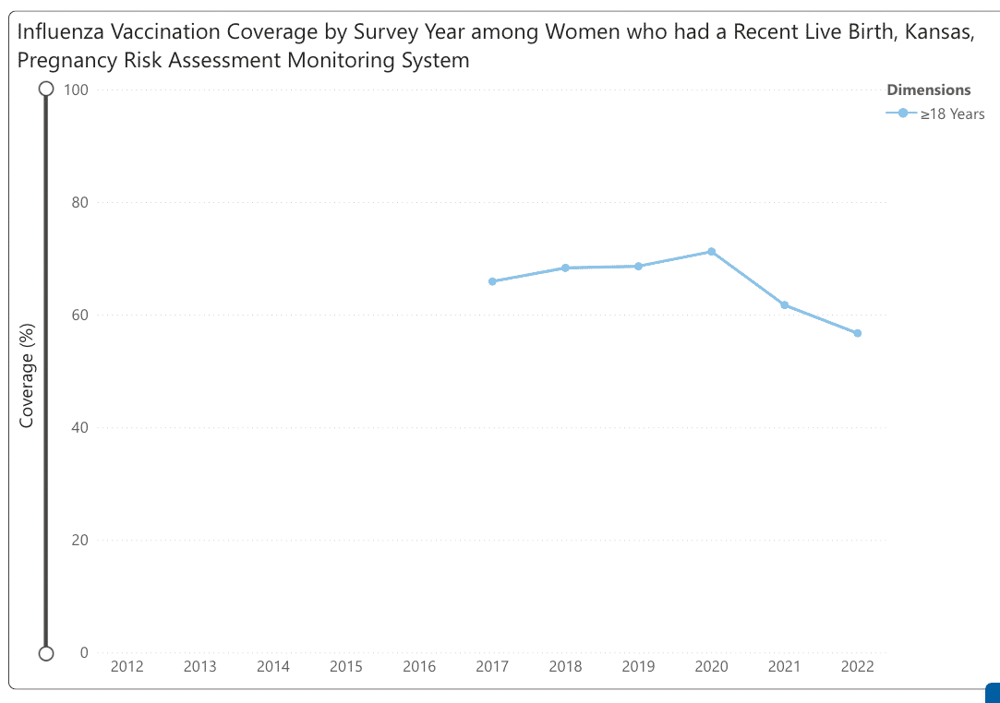 Influenza Vaccination Coverage by Survey Year among Women who had a Recent Live Birth, Kansas,
Pregnancy Risk Assessment Monitoring System
Dimensions
≥18 Years
Coverage (%)
100
80
60
40
20
0
2012 2013 2014 2015 2016 2017 2018 2019 2020 2021 2022